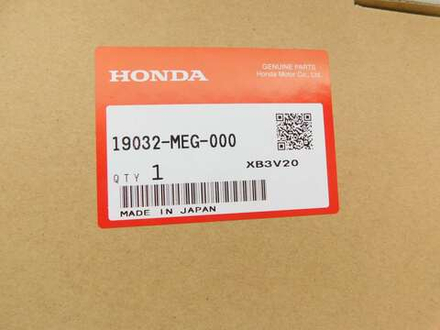 HONDA
GENUINE PARTS
Honda Motor Co., Ltd.
19032-MEG-000
XB3V20
QTY 1
MADE IN JAPAN